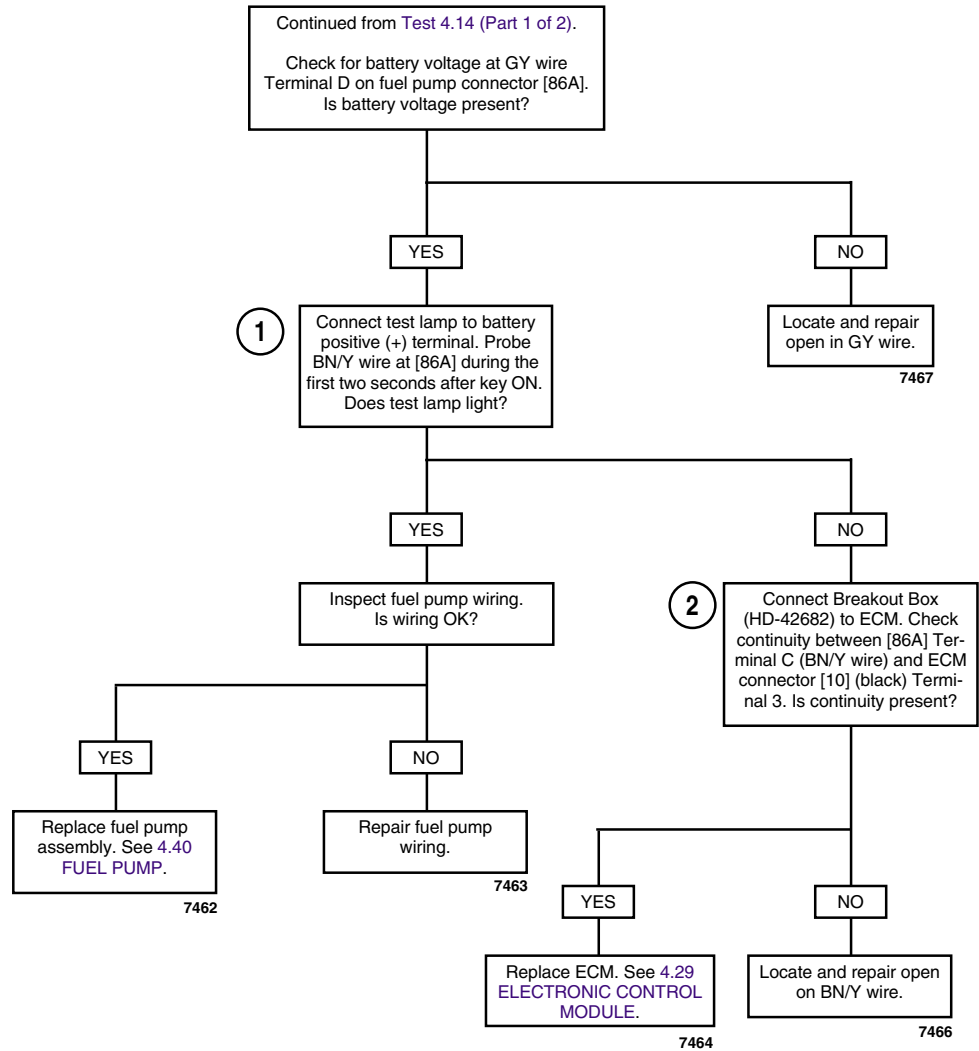 Continued from Test 4.14 (Part 1 of 2).
Check for battery voltage at GY wire
Terminal D on fuel pump connector [86A].
Is battery voltage present?
YES
NO
1
Connect test lamp to battery
positive (+) terminal. Probe
BN/Y wire at [86A] during the
first two seconds after key ON.
Does test lamp light?
Locate and repair
open in GY wire.
7467
YES
NO
Inspect fuel pump wiring.
Is wiring OK?
2
Connect Breakout Box
(HD-42682) to ECM. Check
continuity between [86A] Ter-
minal C (BN/Y wire) and ECM
connector [10] (black) Termi-
nal 3. Is continuity present?
YES
NO
Replace fuel pump
assembly. See 4.40
FUEL PUMP.
7462
Repair fuel pump
wiring.
7463
YES
NO
Replace ECM. See 4.29
ELECTRONIC CONTROL
MODULE.
7464
Locate and repair open
on BN/Y wire.
7466